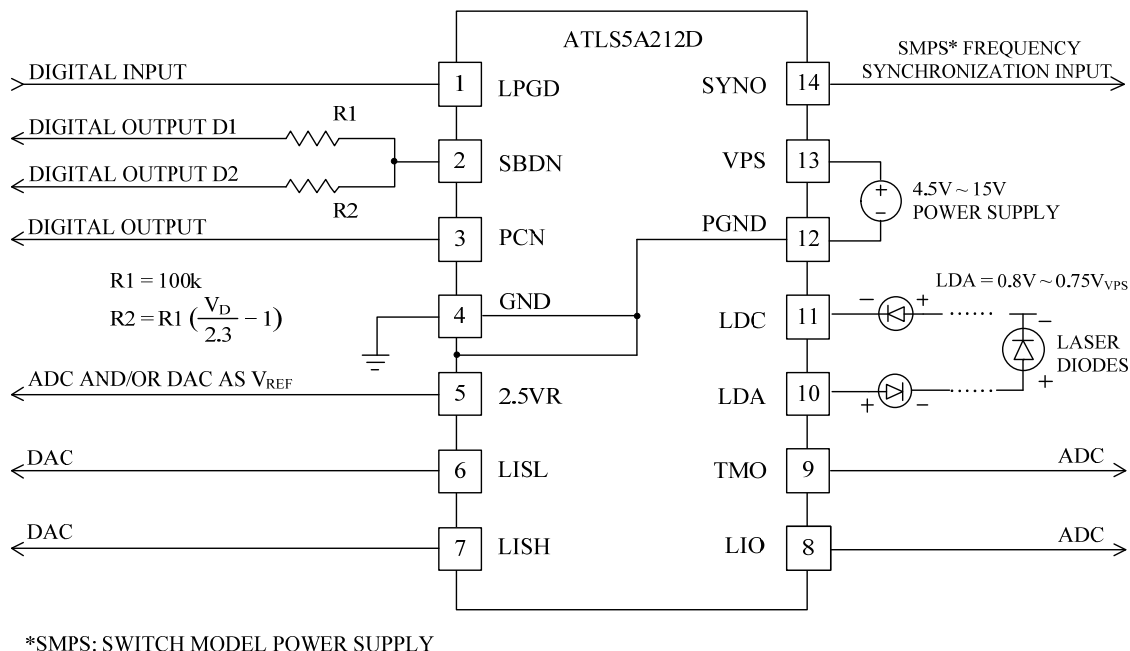 ATLS5A212D
DIGITAL INPUT
1
LPGD
SYNO
14
SMPS* FREQUENCY
SYNCHRONIZATION INPUT
DIGITAL OUTPUT D1
R1
DIGITAL OUTPUT D2
R2
2
SBDN
VPS
13
+
−
4.5V ~ 15V
POWER SUPPLY
DIGITAL OUTPUT
3
PCN
PGND
12
R1 = 100k
R2 = R1 (V_D/2.3 − 1)
4
GND
LDC
11
− +
LDA = 0.8V ~ 0.75V_VPS
−
LASER
DIODES
+
ADC AND/OR DAC AS V_REF
5
2.5VR
LDA
10
+ −
DAC
6
LISL
TMO
9
ADC
DAC
7
LISH
LIO
8
ADC
*SMPS: SWITCH MODEL POWER SUPPLY